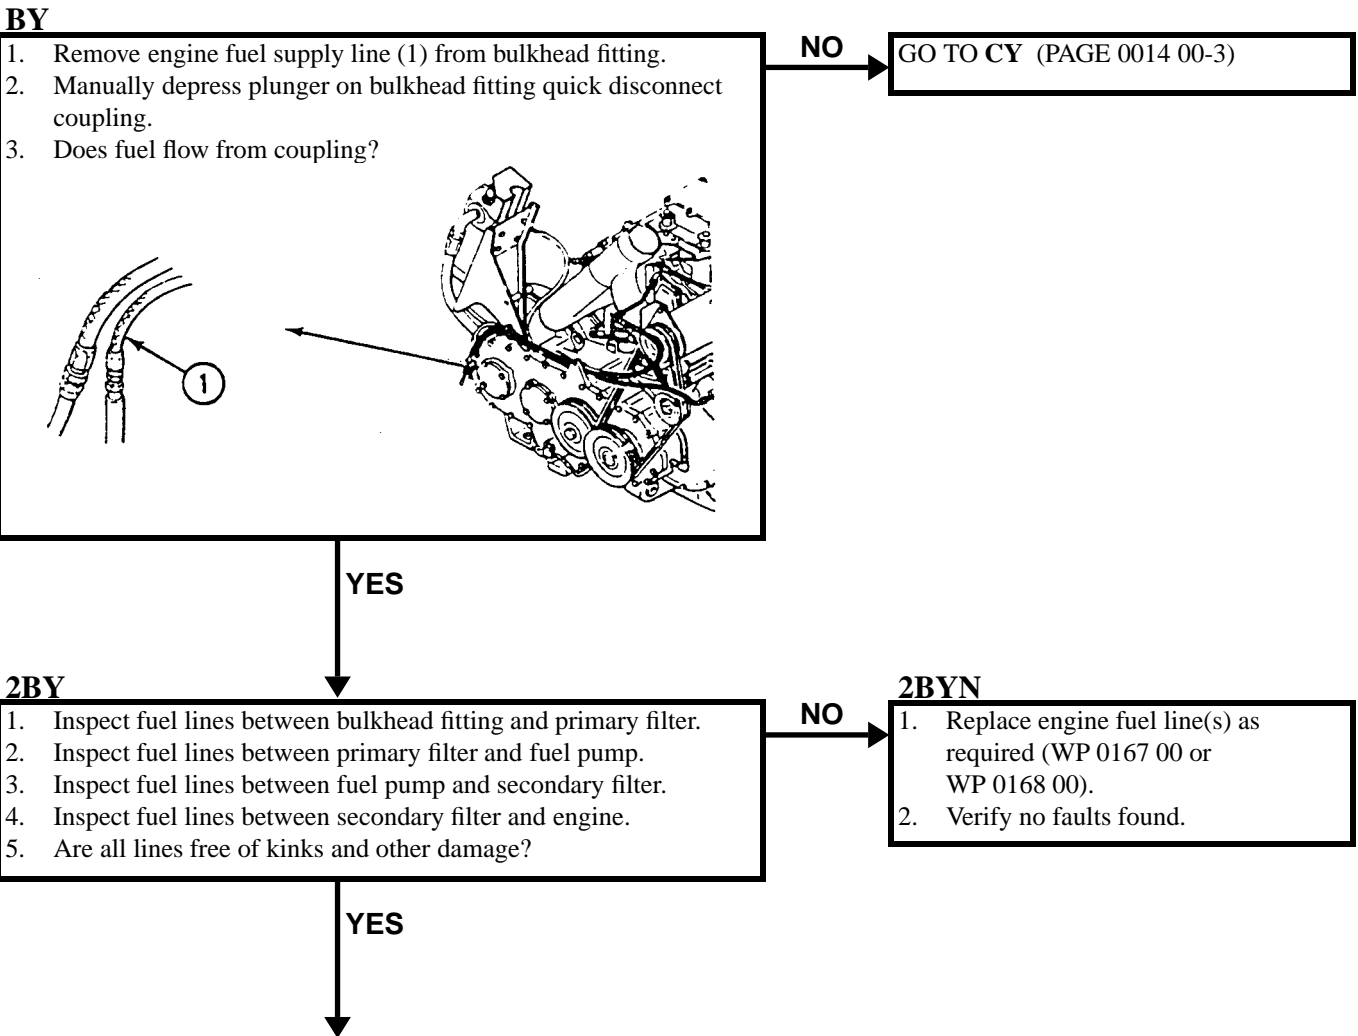 BY
1. Remove engine fuel supply line (1) from bulkhead fitting.
2. Manually depress plunger on bulkhead fitting quick disconnect
coupling.
3. Does fuel flow from coupling?
NO
GO TO CY (PAGE 0014 00-3)
1
YES
2BY
1. Inspect fuel lines between bulkhead fitting and primary filter.
2. Inspect fuel lines between primary filter and fuel pump.
3. Inspect fuel lines between fuel pump and secondary filter.
4. Inspect fuel lines between secondary filter and engine.
5. Are all lines free of kinks and other damage?
NO
2BYN
1. Replace engine fuel line(s) as
required (WP 0167 00 or
WP 0168 00).
2. Verify no faults found.
YES